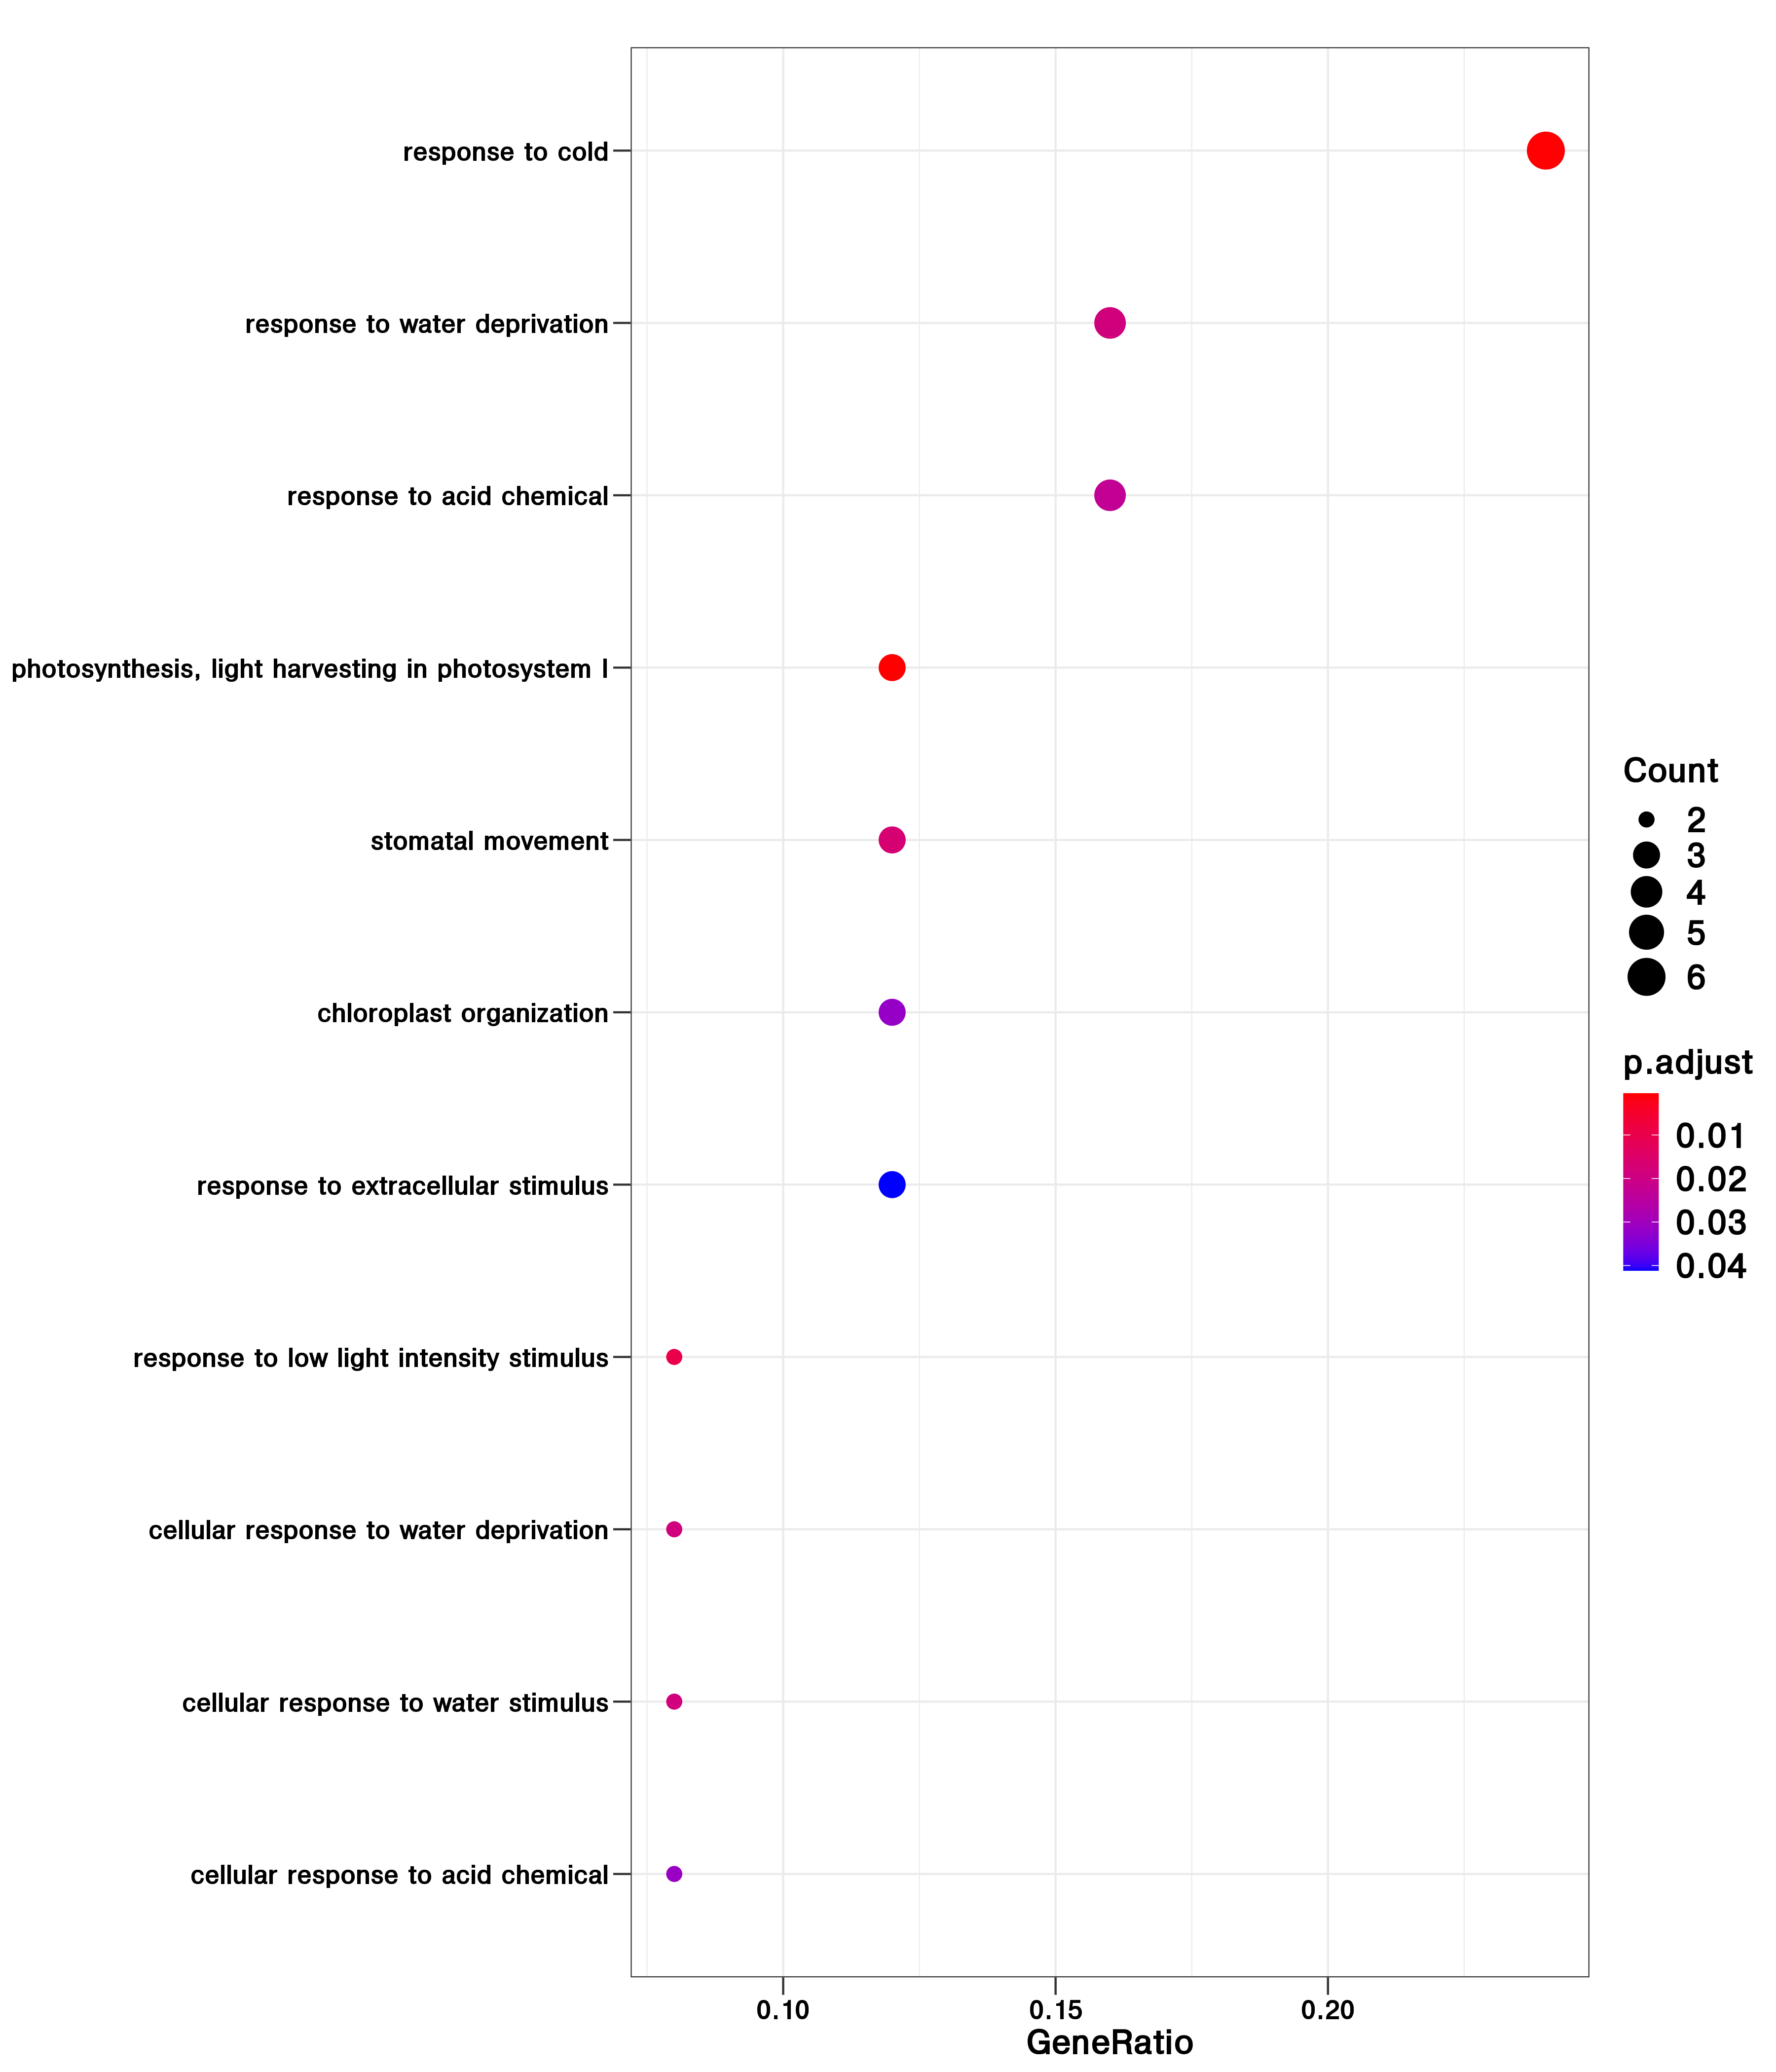 response to cold
response to water deprivation
response to acid chemical
photosynthesis, light harvesting in photosystem I
stomatal movement
chloroplast organization
response to extracellular stimulus
response to low light intensity stimulus
cellular response to water deprivation
cellular response to water stimulus
cellular response to acid chemical
0.10 0.15 0.20
GeneRatio
Count
2
3
4
5
6
p.adjust
0.01
0.02
0.03
0.04